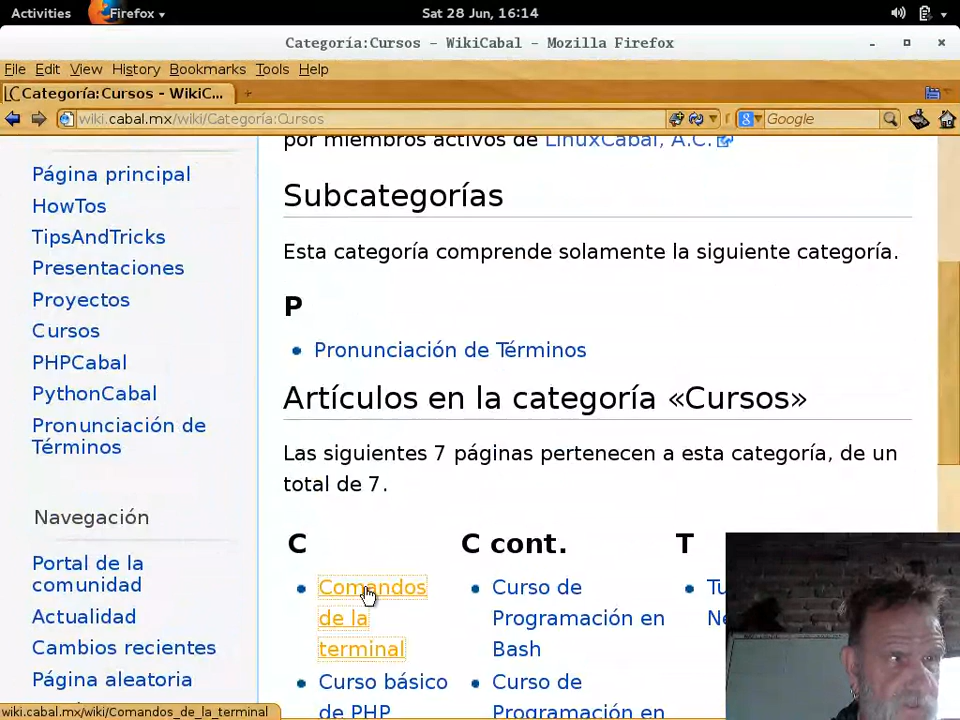 Activities Firefox Sat 28 Jun, 16:14
Categoría:Cursos - WikiCabal - Mozilla Firefox
File Edit View History Bookmarks Tools Help
Categoría:Cursos - WikiC...
wiki.cabal.mx/wiki/Categoría:Cursos Google
Página principal
HowTos
TipsAndTricks
Presentaciones
Proyectos
Cursos
PHPCabal
PythonCabal
Pronunciación de
Términos
Navegación
Portal de la
comunidad
Actualidad
Cambios recientes
Página aleatoria
por miembros activos de LinuxCabal, A.C.
Subcategorías
Esta categoría comprende solamente la siguiente categoría.
P
Pronunciación de Términos
Artículos en la categoría «Cursos»
Las siguientes 7 páginas pertenecen a esta categoría, de un
total de 7.
C
Comandos
de la
terminal
Curso básico
de PHP
C cont.
Curso de
Programación en
Bash
Curso de
Programación en
T
wiki.cabal.mx/wiki/Comandos_de_la_terminal